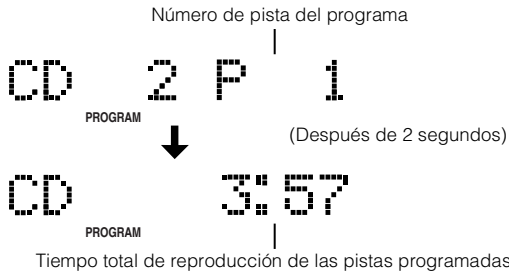 Número de pista del programa
CD 2 P 1
PROGRAM
(Después de 2 segundos)
CD 3:57
PROGRAM
Tiempo total de reproducción de las pistas programadas